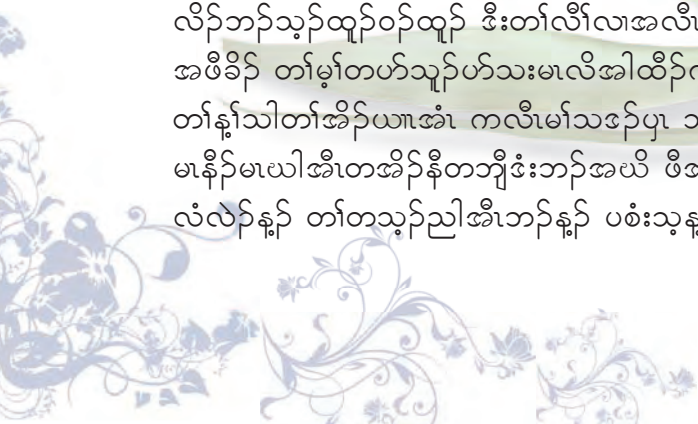 လိဉ်ဘဉ်သ့ဉ်ထူဉ်ဝဉ်ထူဉ် ဒီးတၢ်လီၢ်လၢအလီၤ
အဖီခိဉ် တၢ်မ့ၢ်တဟ်သူဉ်ဟ်သးမၤလိအါထီဉ်
တၢ်န့ၢ်သါတၢ်အိဉ်ယၢၤအံၤ ကလီၤမၢ်သဒဉ်ပှၤ
မၤနီဉ်မၤဃါအီၤတအိဉ်နီတဘျီဒံးဘဉ်အဃိ ဖီ
လံလဲဉ်န့ဉ် တၢ်တသ့ဉ်ညါအီၤဘဉ်န့ဉ် ပစံးသ့